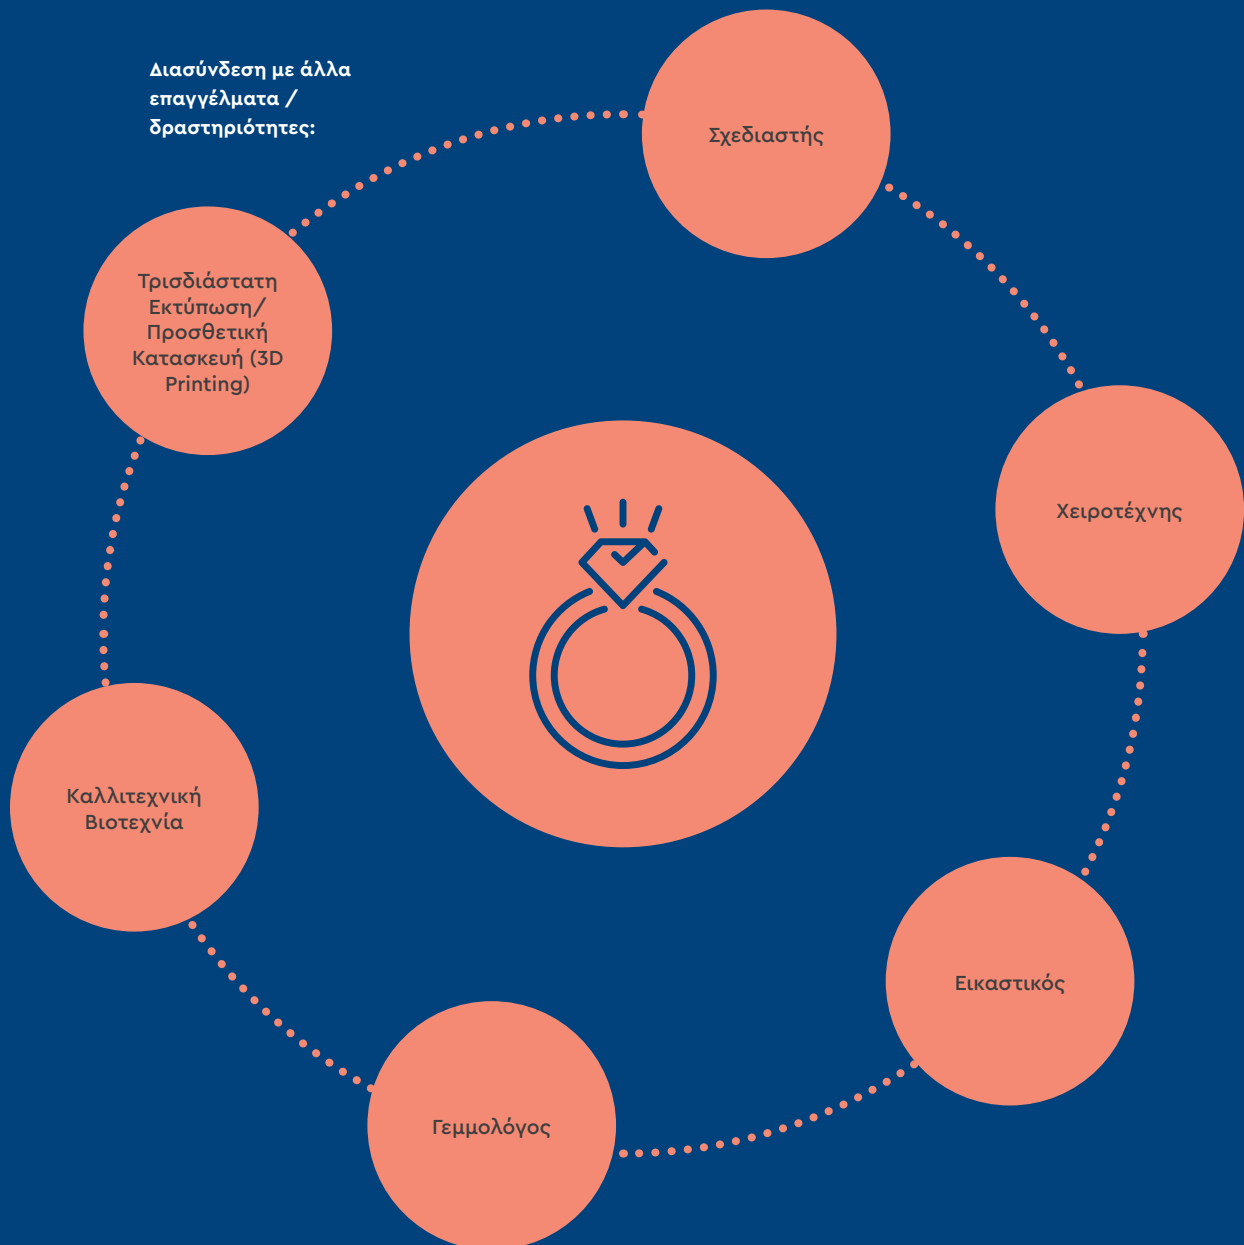 Διασύνδεση με άλλα
επαγγέλματα /
δραστηριότητες:
Σχεδιαστής
Τρισδιάστατη
Εκτύπωση/
Προσθετική
Κατασκευή (3D
Printing)
Χειροτέχνης
Καλλιτεχνική
Βιοτεχνία
Εικαστικός
Γεμμολόγος